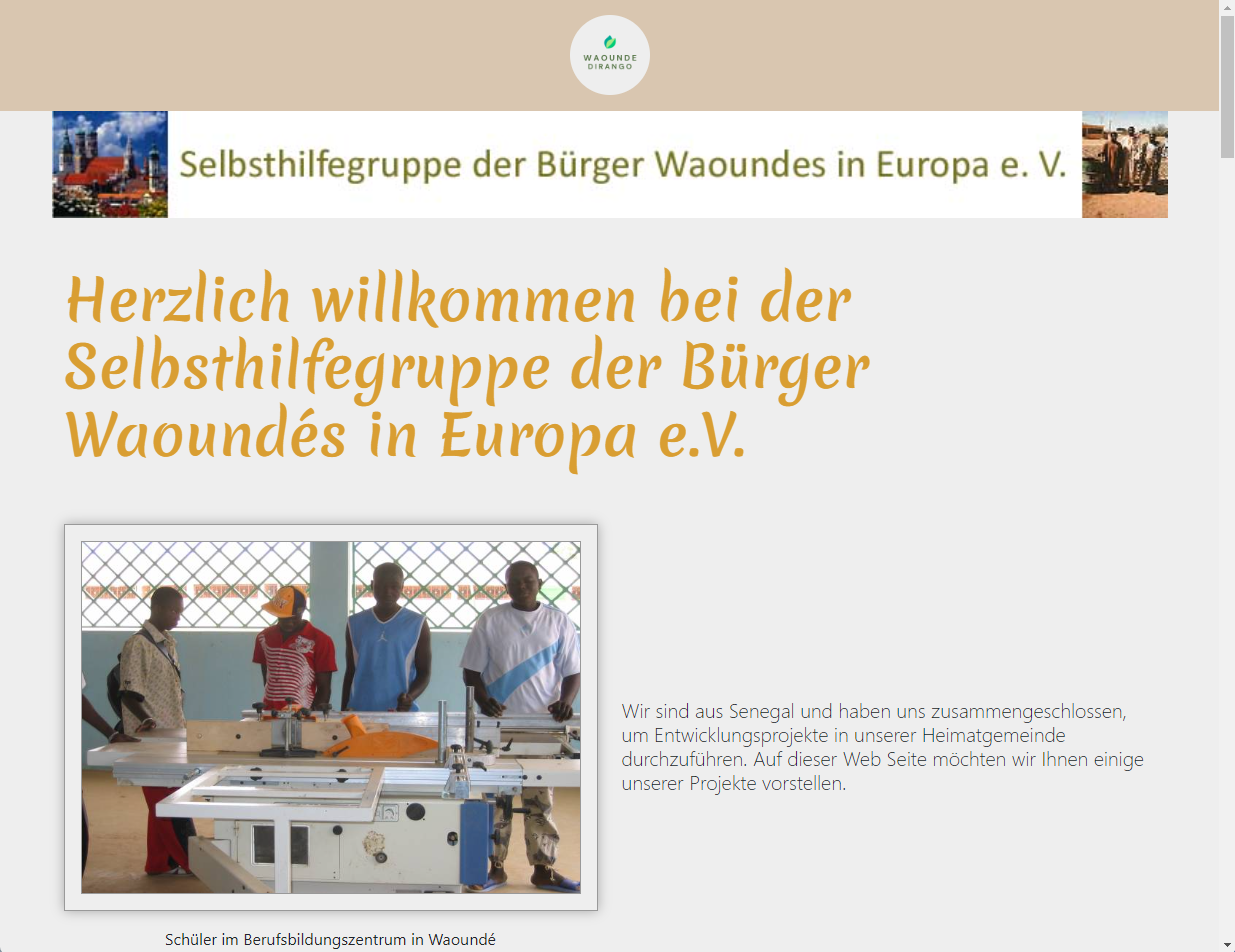 WAOUNDE
DIRANGO
Selbsthilfegruppe der Bürger Waoundes in Europa e. V.
Herzlich willkommen bei der
Selbsthilfegruppe der Bürger
Waoundés in Europa e.V.
Wir sind aus Senegal und haben uns zusammengeschlossen,
um Entwicklungsprojekte in unserer Heimatgemeinde
durchzuführen. Auf dieser Web Seite möchten wir Ihnen einige
unserer Projekte vorstellen.
Schüler im Berufsbildungszentrum in Waoundé